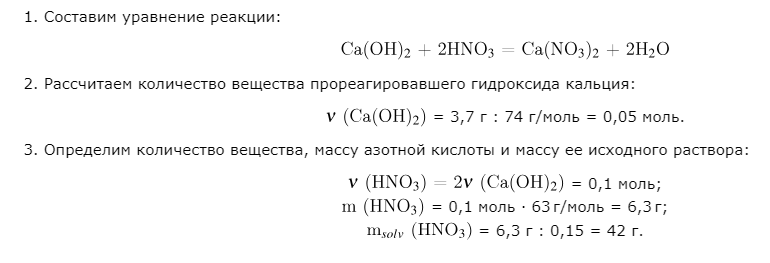 1. Составим уравнение реакции:
Ca(OH)₂ + 2HNO₃ = Ca(NO₃)₂ + 2H₂O
2. Рассчитаем количество вещества прореагировавшего гидроксида кальция:
ν (Ca(OH)₂) = 3,7 г : 74 г/моль = 0,05 моль.
3. Определим количество вещества, массу азотной кислоты и массу ее исходного раствора:
ν (HNO₃) = 2ν (Ca(OH)₂) = 0,1 моль;
m (HNO₃) = 0,1 моль · 63 г/моль = 6,3 г;
mₛₒₗᵥ (HNO₃) = 6,3 г : 0,15 = 42 г.